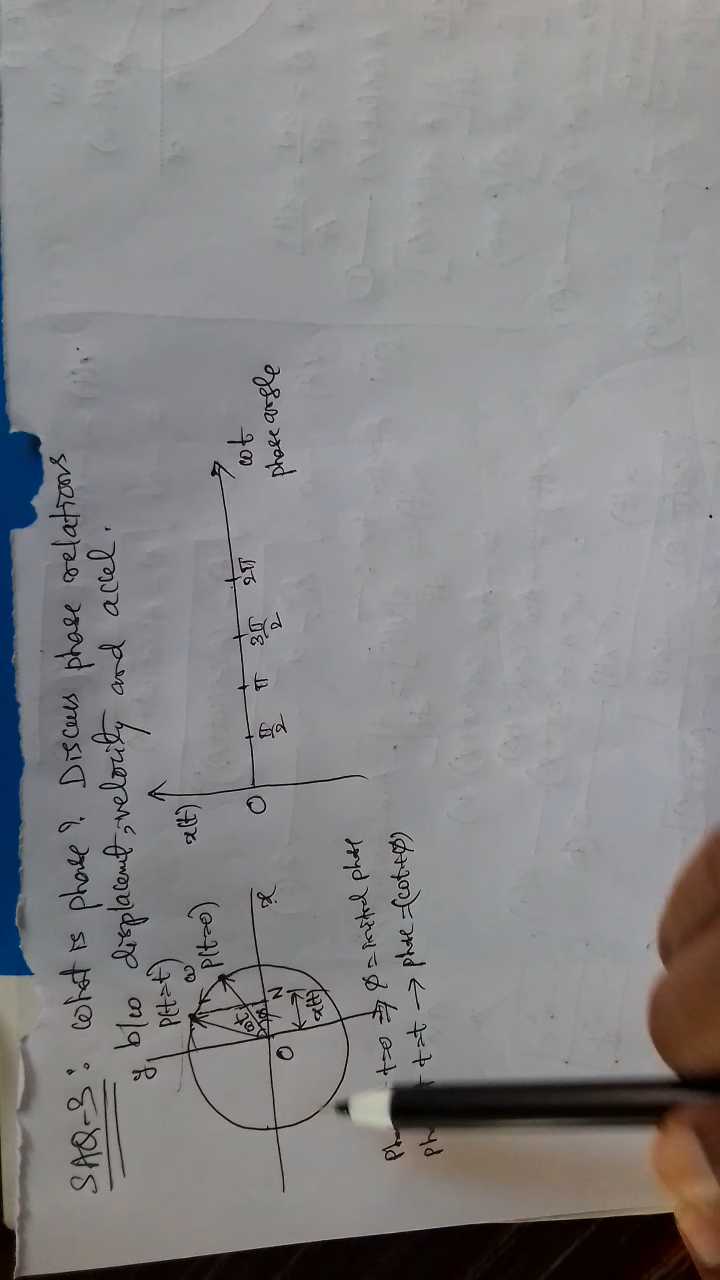 SAQ-3: What is phase? Discuss phase relations
b/w displacement, velocity and accel.
y
P(t=t)
ω
P(t=0)
ωt
φ
O
N
x
x(t)
x(t)
O
π/2
π
3π/2
2π
ωt
phase angle
t=0 ⇒ φ = initial phase
t=t → phase = (ωt+φ)